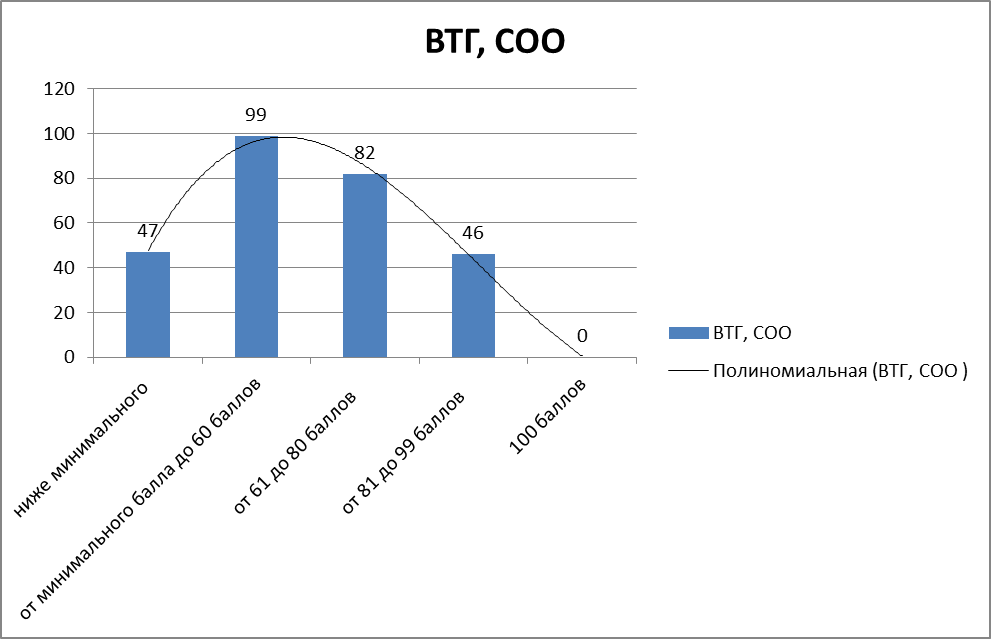 ВТГ, СОО
120
100
80
60
40
20
0
47
99
82
46
0
ниже минимального
от минимального балла до 60 баллов
от 61 до 80 баллов
от 81 до 99 баллов
100 баллов
ВТГ, СОО
Полиномиальная (ВТГ, СОО )